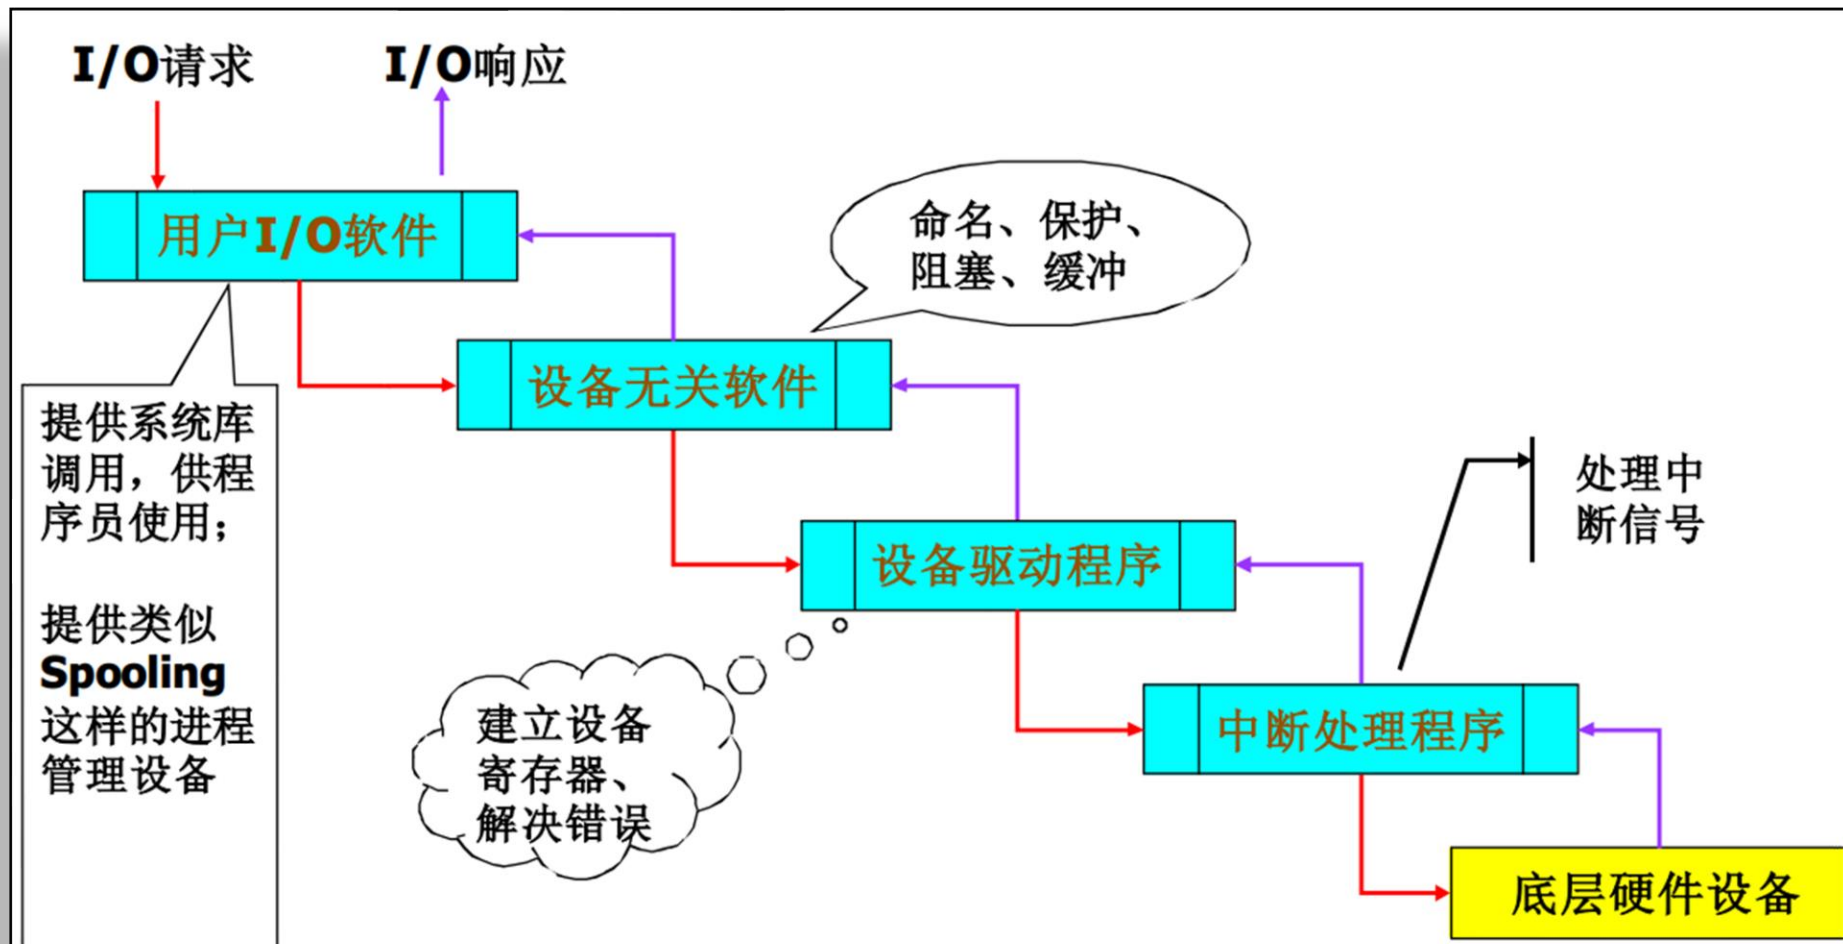 I/O请求
I/O响应
用户I/O软件
命名、保护、
阻塞、缓冲
设备无关软件
提供系统库
调用，供程
序员使用；
提供类似
Spooling
这样的进程
管理设备
处理中
断信号
设备驱动程序
建立设备
寄存器、
解决错误
中断处理程序
底层硬件设备